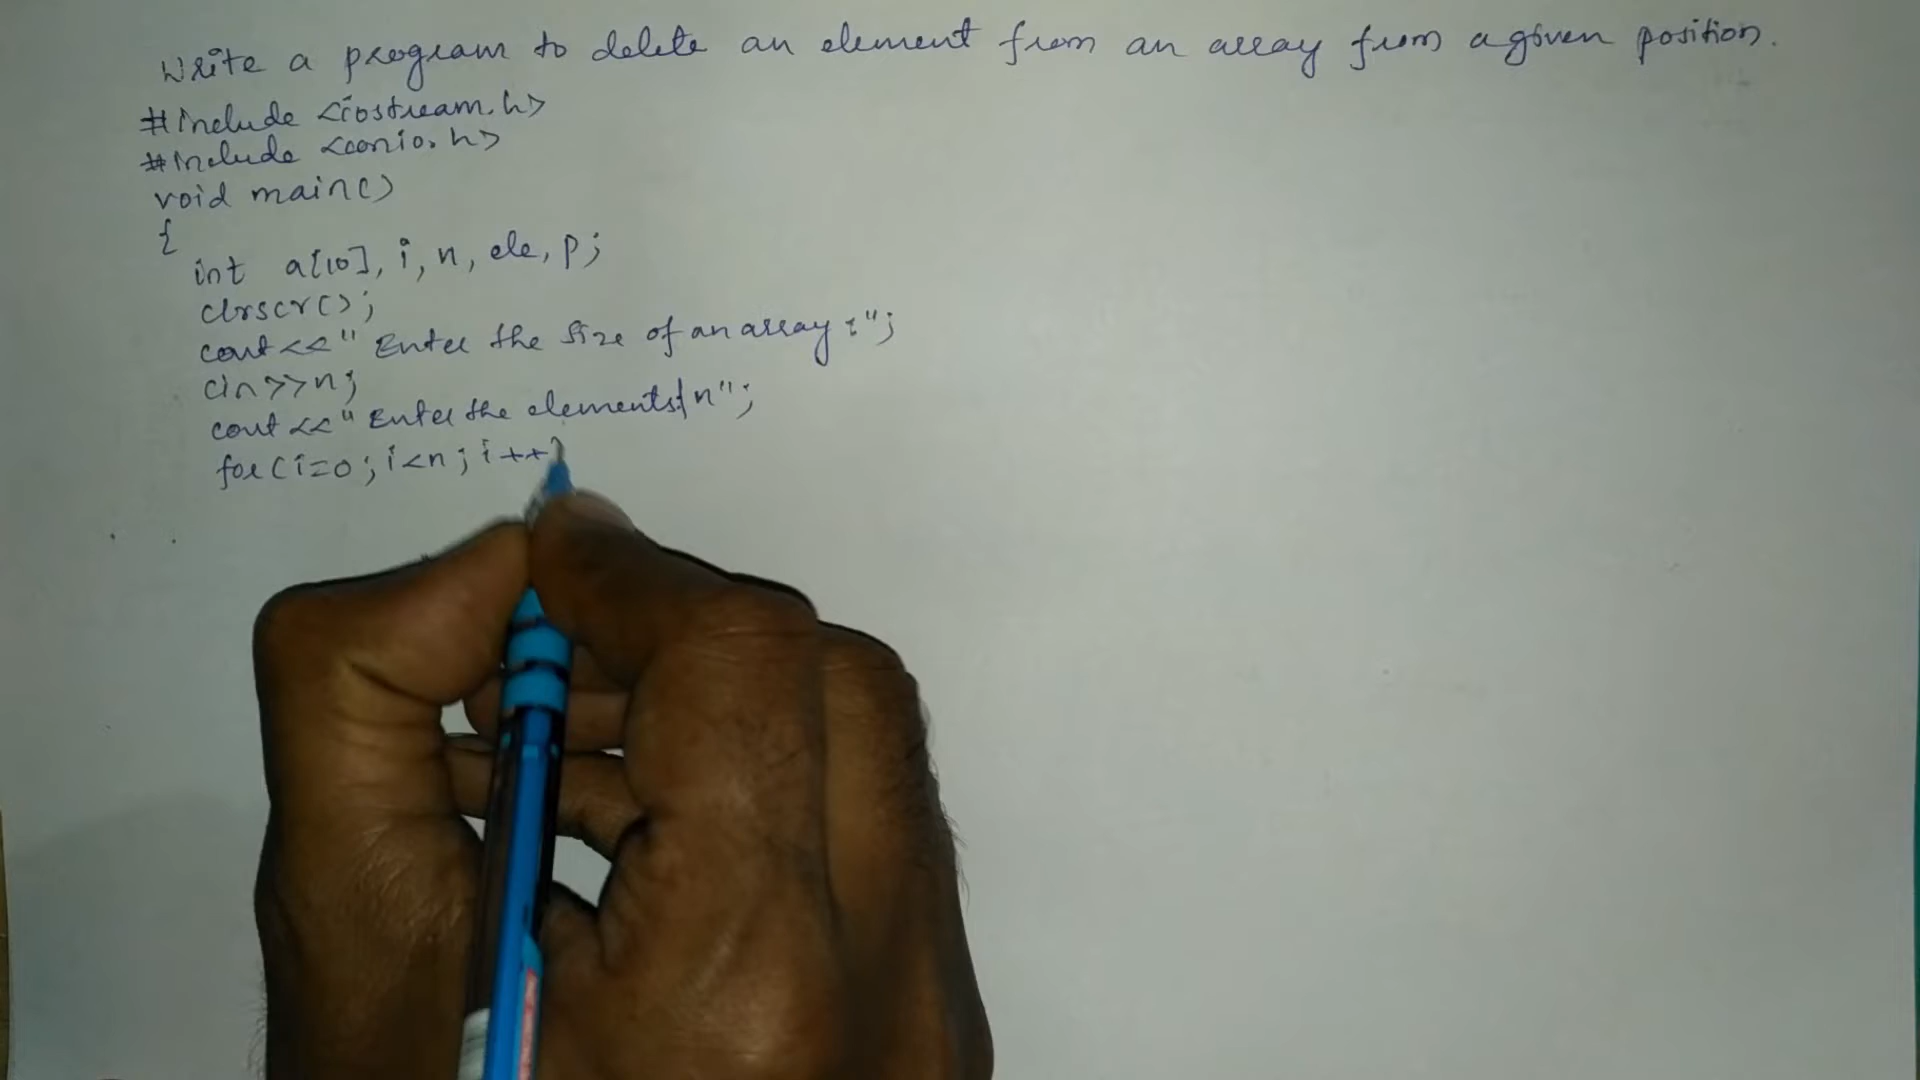 Write a program to delete an element from an array from a given position.
#include <iostream.h>
#include <conio.h>
void main()
{
int a[10], i, n, ele, p;
clrscr();
cout<<"Enter the size of an array:";
cin>>n;
cout<<"Enter the elements:\n";
for(i=0;i<n;i++)